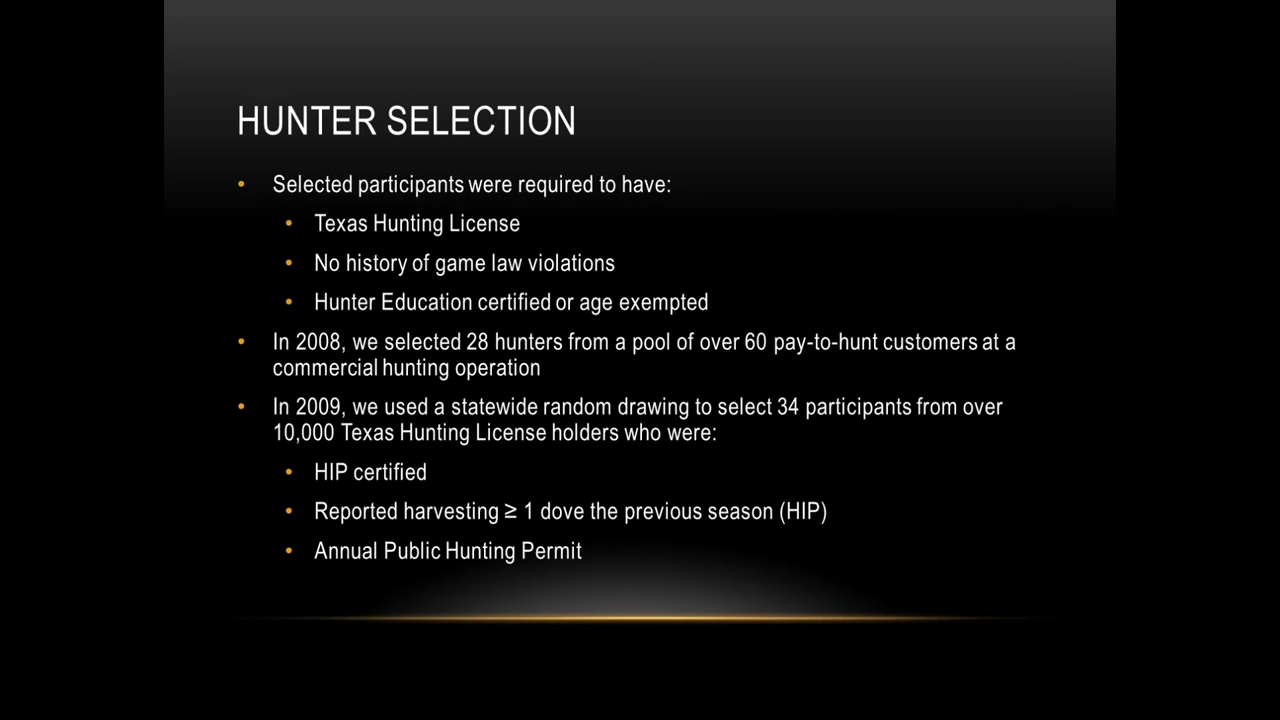 HUNTER SELECTION
• Selected participants were required to have:
• Texas Hunting License
• No history of game law violations
• Hunter Education certified or age exempted
• In 2008, we selected 28 hunters from a pool of over 60 pay-to-hunt customers at a
commercial hunting operation
• In 2009, we used a statewide random drawing to select 34 participants from over
10,000 Texas Hunting License holders who were:
• HIP certified
• Reported harvesting ≥ 1 dove the previous season (HIP)
• Annual Public Hunting Permit